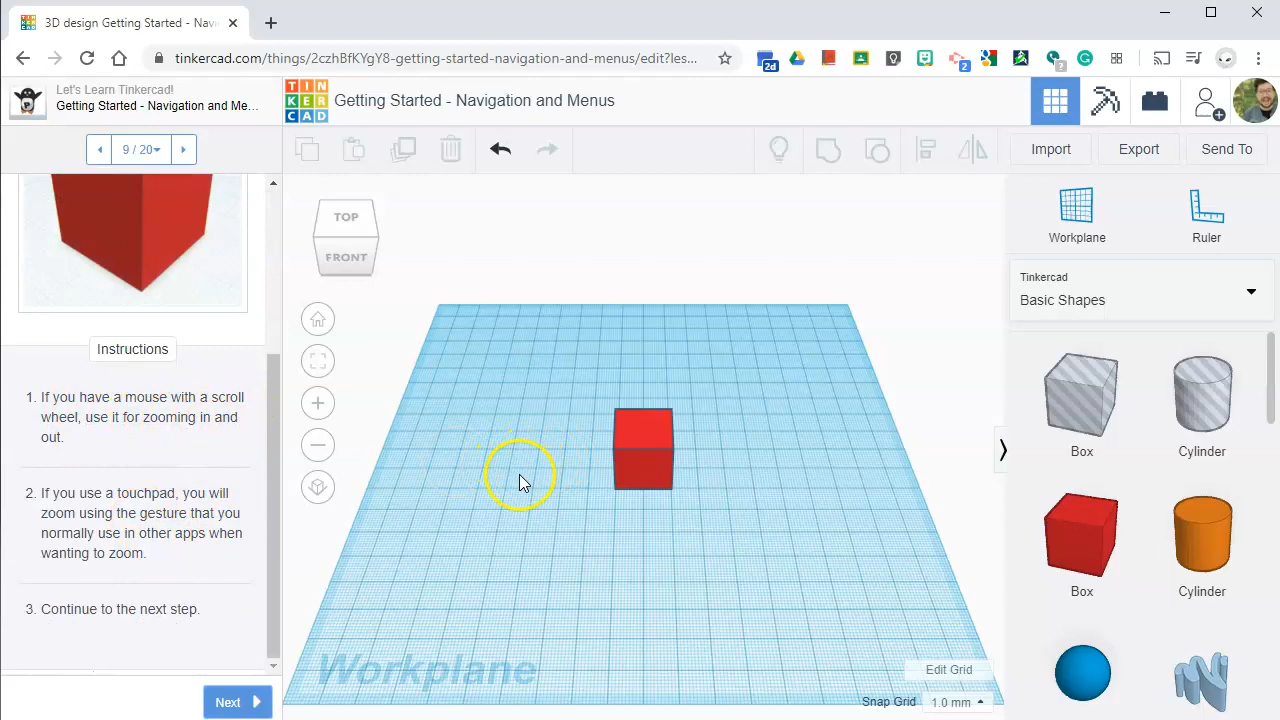 3D design Getting Started - Navi
tinkercad.com/things/2czhBfKYgY8-getting-started-navigation-and-menus/edit?les...
2d
2
?
Let's Learn Tinkercad!
Getting Started - Navigation and Me...
TIN
KER
CAD
Getting Started - Navigation and Menus
9 / 20
Import
Export
Send To
TOP
FRONT
Workplane
Ruler
Tinkercad
Basic Shapes
Instructions
1. If you have a mouse with a scroll
wheel, use it for zooming in and
out.
2. If you use a touchpad, you will
zoom using the gesture that you
normally use in other apps when
wanting to zoom.
3. Continue to the next step.
Next
Box
Cylinder
Box
Cylinder
Workplane
Edit Grid
Snap Grid 1.0 mm